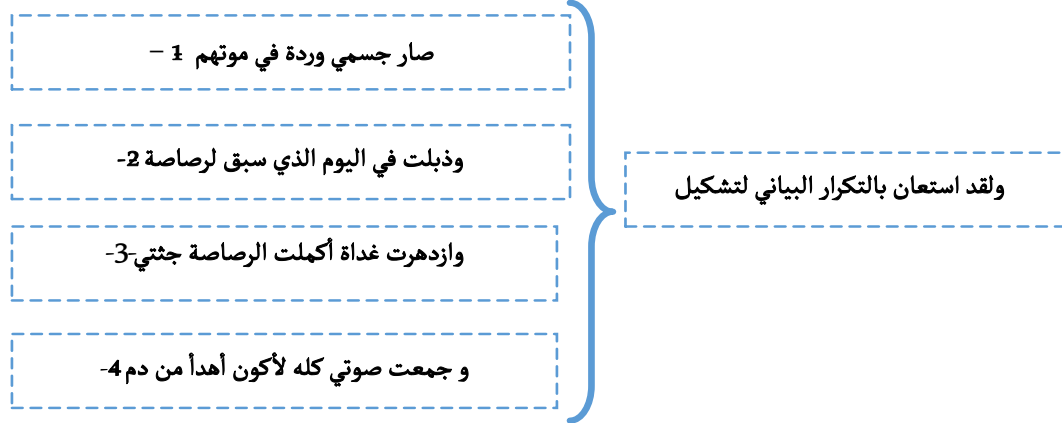 ولقد استعان بالتكرار البياني لتشكيل
صار جسمي وردة في موتهم 1 –
وذبلت في اليوم الذي سبق لرصاصة 2-
وازدهرت غداة أكملت الرصاصة جثتي-3-
و جمعت صوتي كله لأكون أهدأ من دم 4-